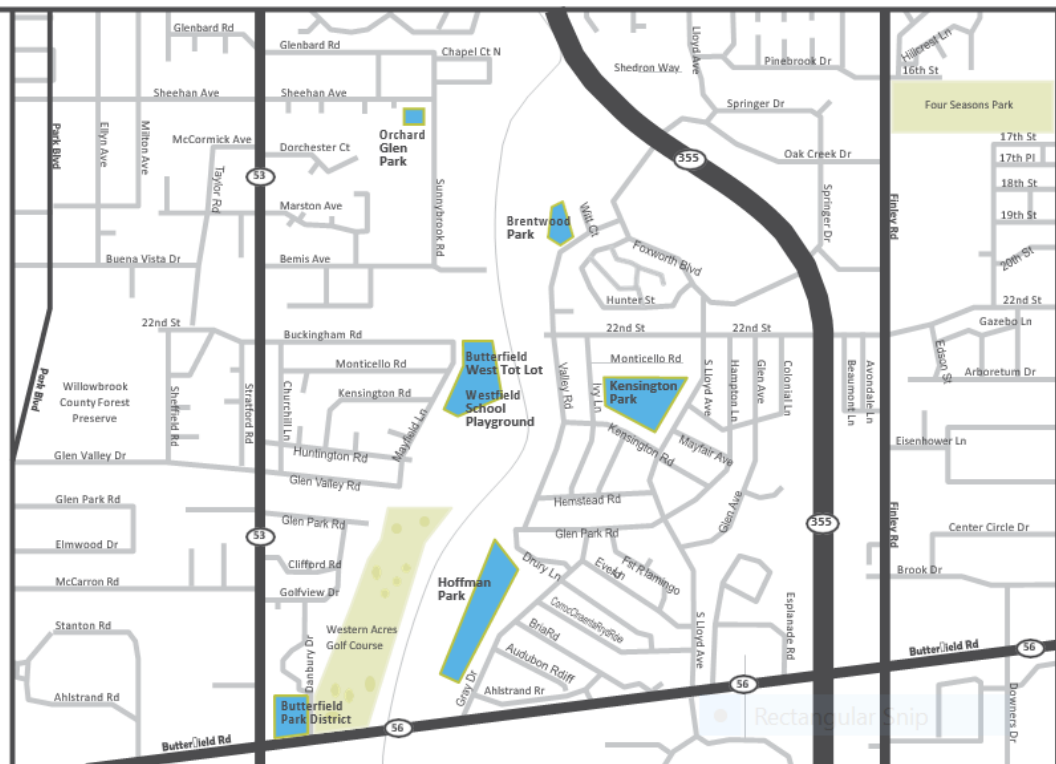 Glenbard Rd
Glenbard Rd
Chapel Ct N
Lloyd Ave
Shedron Way
Pinebrook Dr
Hillcrest Ln
16th St
Sheehan Ave
Sheehan Ave
Springer Dr
Four Seasons Park
Park Blvd
Ellyn Ave
Milton Ave
McCormick Ave
Dorchester Ct
Orchard
Glen
Park
355
Oak Creek Dr
17th St
17th Pl
18th St
53
Taylor Rd
Sunnybrook Rd
Marston Ave
Brentwood
Park
Witt Ct
Springer Dr
Finley Rd
19th St
Buena Vista Dr
Bemis Ave
Foxworth Blvd
20th St
Hunter St
22nd St
22nd St
Buckingham Rd
22nd St
22nd St
Gazebo Ln
Edson St
Monticello Rd
Butterfield
West Tot Lot
Westfield
School
Playground
Monticello Rd
Park Blvd
Willowbrook
County Forest
Preserve
Sheffield Rd
Stratford Rd
Churchill Ln
Kensington Rd
Mayfield Ln
Valley Rd
Ivy Ln
Kensington
Park
S Lloyd Ave
Hampton Ln
Glen Ave
Colonial Ln
Beaumont Ln
Avondale Ln
Arboretum Dr
Glen Valley Dr
Huntington Rd
Glen Valley Rd
Kensington Rd
Mayfair Ave
Eisenhower Ln
Glen Park Rd
Glen Park Rd
Hemstead Rd
Glen Park Rd
Glen Ave
355
Finley Rd
Center Circle Dr
53
Elmwood Dr
Clifford Rd
McCarron Rd
Golfview Dr
Hoffman
Park
Drury Ln
Brook Dr
Stanton Rd
Western Acres
Golf Course
Danbury Dr
S Lloyd Ave
Esplanade Rd
Butterfield Rd
56
Audubon Rd
Ahlstrand Rd
Butterfield
Park District
Gray Dr
Ahlstrand Rr
56
Downers Dr
Butterfield Rd
56
Rectangular Snip